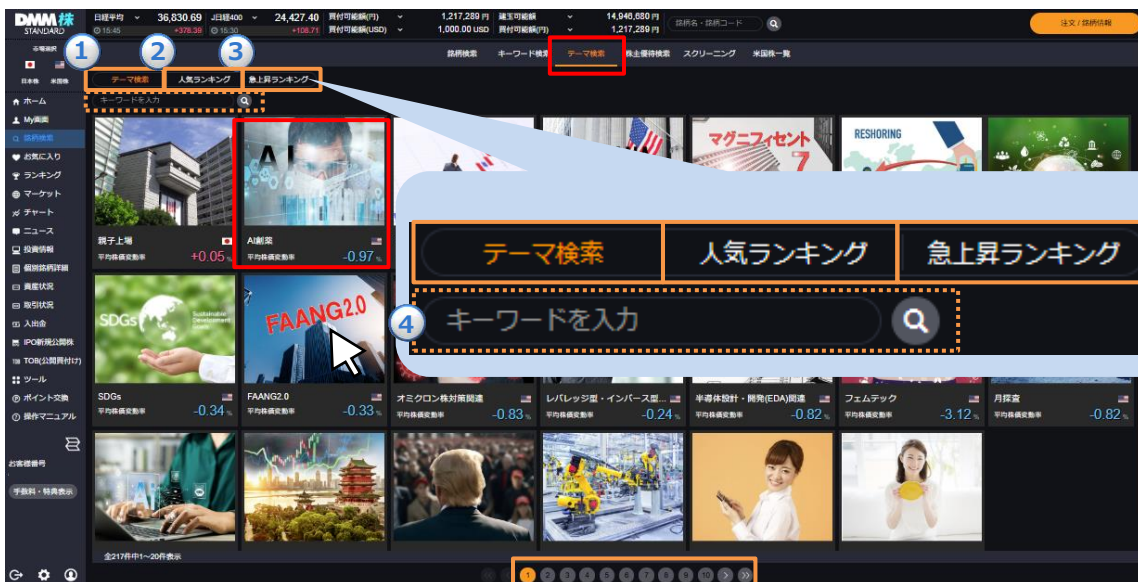 DMM 株
STANDARD
日経平均 36,830.69 J日経400 24,427.40 買付可能額(円) 1,217,289 円 建玉可能額 14,946,680 円 銘柄名・銘柄コード 注文 / 銘柄情報
15:45 +378.39 15:30 +108.71 買付可能額(USD) 1,000.00 USD 買付可能額(円) 1,217,289 円
市場選択
日本株 米国株
銘柄検索 キーワード検索 テーマ検索 株主優待検索 スクリーニング 米国株一覧
1 2 3
テーマ検索 人気ランキング 急上昇ランキング
キーワードを入力
ホーム
My画面
銘柄検索
お気に入り
ランキング
マーケット
チャート
ニュース
投資情報
個別銘柄詳細
資産状況
取引状況
入出金
IPO/新規公開株
TOB(公開買付け)
ツール
ポイント交換
操作マニュアル
お客様番号
手数料・特典表示
AI
マグニフィセント
7
RESHORING
親子上場
平均株価変動率 +0.05 %
AI創薬
平均株価変動率 -0.97 %
テーマ検索 人気ランキング 急上昇ランキング
4 キーワードを入力
SDGs Sustainable Development Goals
FAANG2.0
SDGs
平均株価変動率 -0.34 %
FAANG2.0
平均株価変動率 -0.33 %
オミクロン株対策関連
平均株価変動率 -0.83 %
レバレッジ型・インバース型...
平均株価変動率 -0.24 %
半導体設計・開発(EDA)関連
平均株価変動率 -0.82 %
フェムテック
平均株価変動率 -3.12 %
月探査
平均株価変動率 -0.82 %
全217件中1～20件表示
1 2 3 4 5 6 7 8 9 10